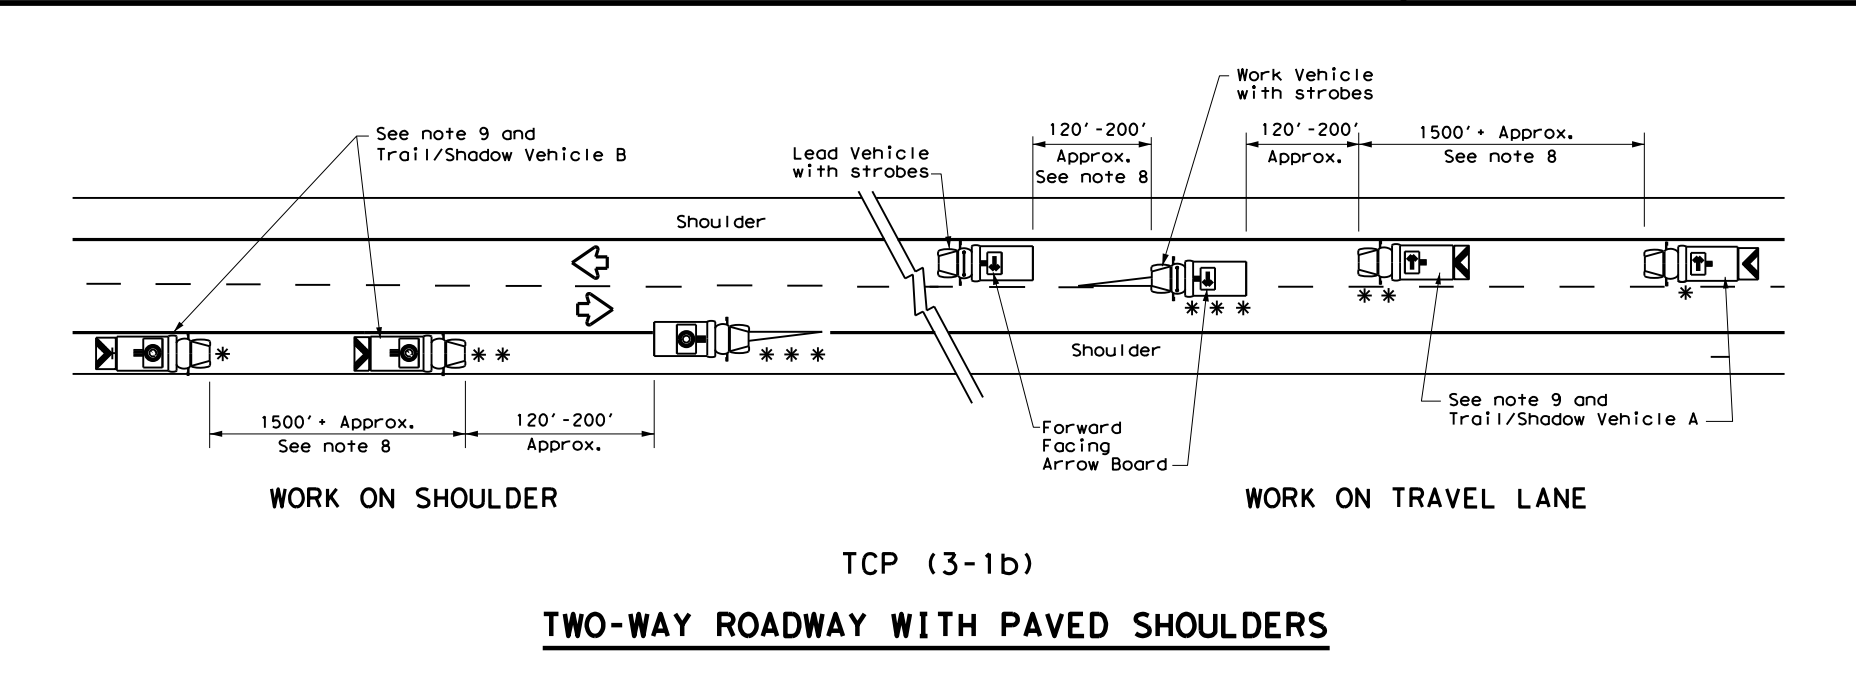 Work Vehicle
with strobes
See note 9 and
Trail/Shadow Vehicle B
120'-200'
Approx.
See note 8
120'-200'
Approx.
1500'+ Approx.
See note 8
Lead Vehicle
with strobes
Shoulder
* * *
* *
*
*
* *
* * *
Shoulder
1500'+ Approx.
See note 8
120'-200'
Approx.
Forward
Facing
Arrow Board
See note 9 and
Trail/Shadow Vehicle A
WORK ON SHOULDER
WORK ON TRAVEL LANE
TCP (3-1b)
TWO-WAY ROADWAY WITH PAVED SHOULDERS